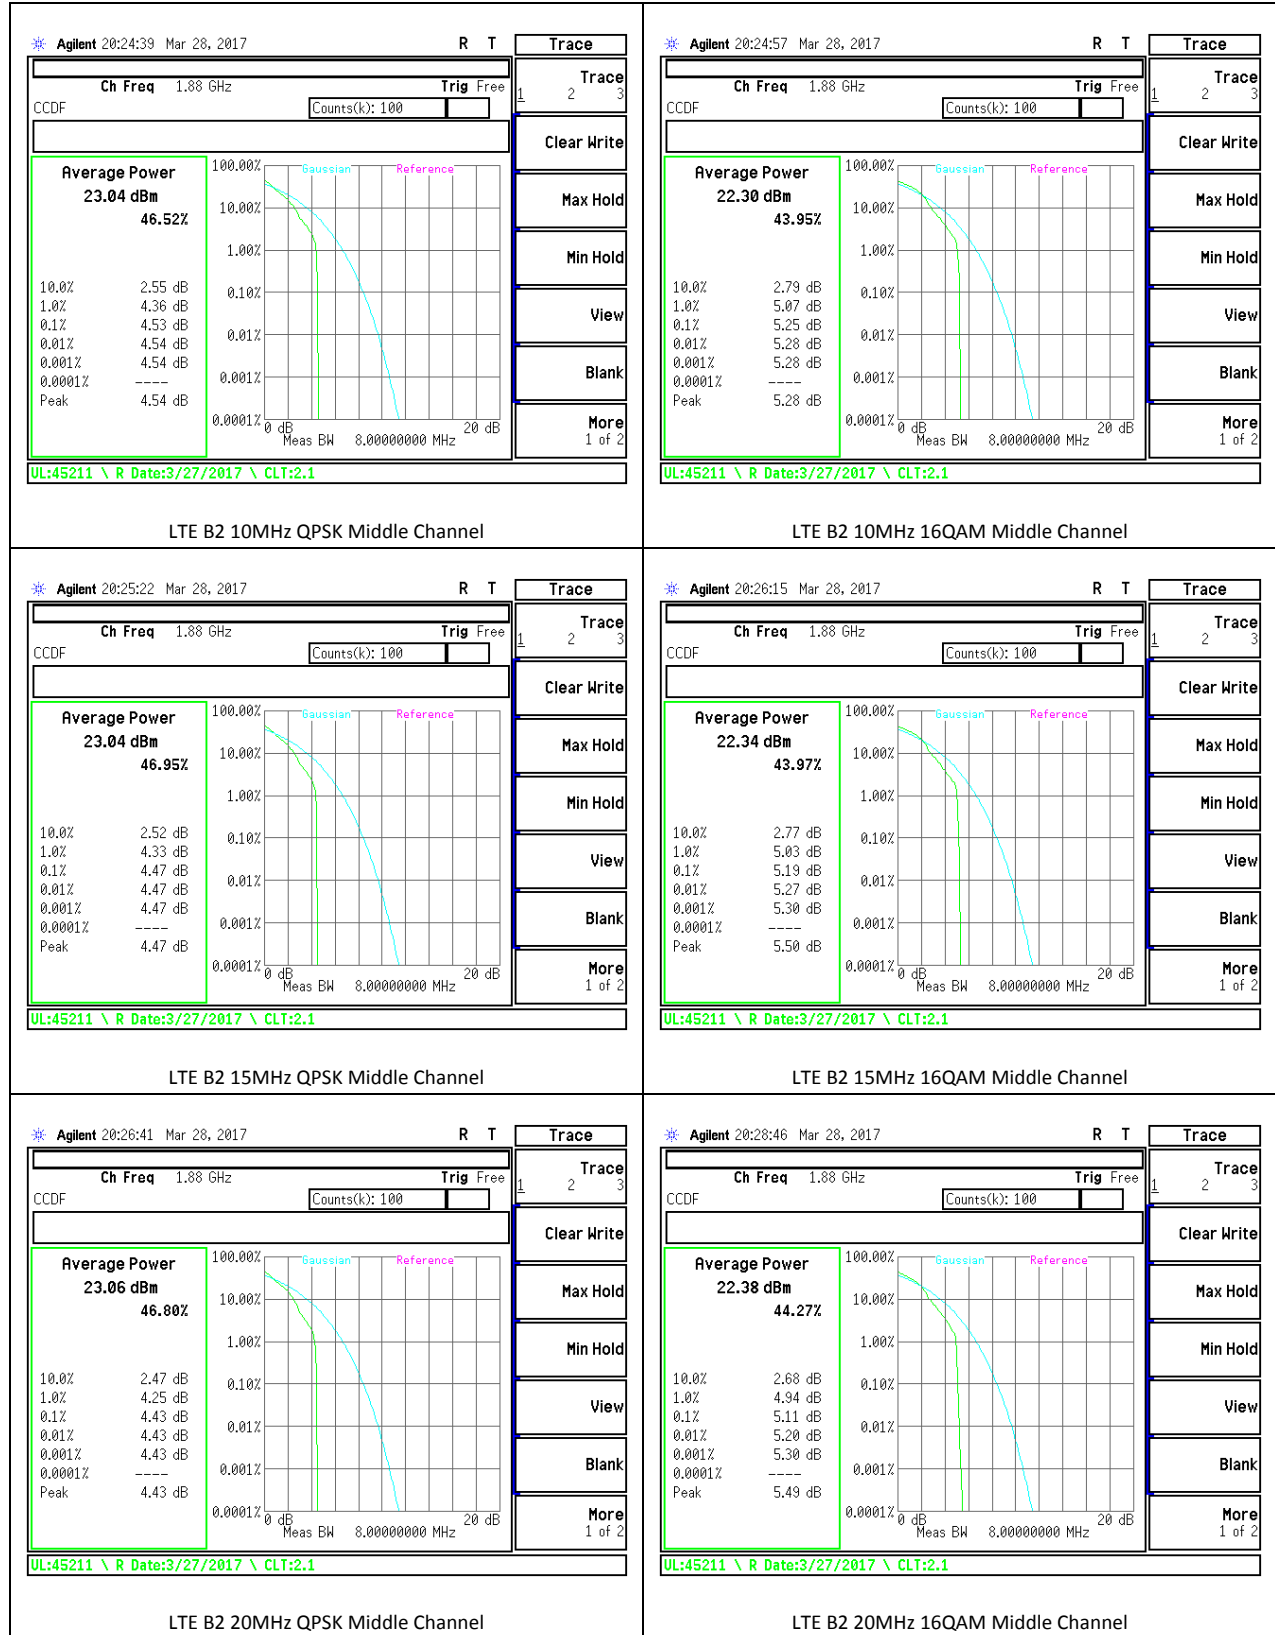 Agilent 20:24:39 Mar 28, 2017 R T Trace
Ch Freq 1.88 GHz Trig Free
CCDF Counts(k): 100
Average Power
23.04 dBm
46.52%
10.0% 2.55 dB
1.0% 4.36 dB
0.1% 4.53 dB
0.01% 4.54 dB
0.001% 4.54 dB
0.0001% ----
Peak 4.54 dB
Gaussian Reference
100.00%
10.00%
1.00%
0.10%
0.01%
0.001%
0.0001%
0 dB 20 dB
Meas BW 8.00000000 MHz
Trace
1 2 3
Clear Write
Max Hold
Min Hold
View
Blank
More
1 of 2
UL:45211 \ R Date:3/27/2017 \ CLT:2.1
LTE B2 10MHz QPSK Middle Channel
Agilent 20:24:57 Mar 28, 2017 R T Trace
Ch Freq 1.88 GHz Trig Free
CCDF Counts(k): 100
Average Power
22.30 dBm
43.95%
10.0% 2.79 dB
1.0% 5.07 dB
0.1% 5.25 dB
0.01% 5.28 dB
0.001% 5.28 dB
0.0001% ----
Peak 5.28 dB
Gaussian Reference
100.00%
10.00%
1.00%
0.10%
0.01%
0.001%
0.0001%
0 dB 20 dB
Meas BW 8.00000000 MHz
Trace
1 2 3
Clear Write
Max Hold
Min Hold
View
Blank
More
1 of 2
UL:45211 \ R Date:3/27/2017 \ CLT:2.1
LTE B2 10MHz 16QAM Middle Channel
Agilent 20:25:22 Mar 28, 2017 R T Trace
Ch Freq 1.88 GHz Trig Free
CCDF Counts(k): 100
Average Power
23.04 dBm
46.95%
10.0% 2.52 dB
1.0% 4.33 dB
0.1% 4.47 dB
0.01% 4.47 dB
0.001% 4.47 dB
0.0001% ----
Peak 4.47 dB
Gaussian Reference
100.00%
10.00%
1.00%
0.10%
0.01%
0.001%
0.0001%
0 dB 20 dB
Meas BW 8.00000000 MHz
Trace
1 2 3
Clear Write
Max Hold
Min Hold
View
Blank
More
1 of 2
UL:45211 \ R Date:3/27/2017 \ CLT:2.1
LTE B2 15MHz QPSK Middle Channel
Agilent 20:26:15 Mar 28, 2017 R T Trace
Ch Freq 1.88 GHz Trig Free
CCDF Counts(k): 100
Average Power
22.34 dBm
43.97%
10.0% 2.77 dB
1.0% 5.03 dB
0.1% 5.19 dB
0.01% 5.27 dB
0.001% 5.30 dB
0.0001% ----
Peak 5.50 dB
Gaussian Reference
100.00%
10.00%
1.00%
0.10%
0.01%
0.001%
0.0001%
0 dB 20 dB
Meas BW 8.00000000 MHz
Trace
1 2 3
Clear Write
Max Hold
Min Hold
View
Blank
More
1 of 2
UL:45211 \ R Date:3/27/2017 \ CLT:2.1
LTE B2 15MHz 16QAM Middle Channel
Agilent 20:26:41 Mar 28, 2017 R T Trace
Ch Freq 1.88 GHz Trig Free
CCDF Counts(k): 100
Average Power
23.06 dBm
46.80%
10.0% 2.47 dB
1.0% 4.25 dB
0.1% 4.43 dB
0.01% 4.43 dB
0.001% 4.43 dB
0.0001% ----
Peak 4.43 dB
Gaussian Reference
100.00%
10.00%
1.00%
0.10%
0.01%
0.001%
0.0001%
0 dB 20 dB
Meas BW 8.00000000 MHz
Trace
1 2 3
Clear Write
Max Hold
Min Hold
View
Blank
More
1 of 2
UL:45211 \ R Date:3/27/2017 \ CLT:2.1
LTE B2 20MHz QPSK Middle Channel
Agilent 20:28:46 Mar 28, 2017 R T Trace
Ch Freq 1.88 GHz Trig Free
CCDF Counts(k): 100
Average Power
22.38 dBm
44.27%
10.0% 2.68 dB
1.0% 4.94 dB
0.1% 5.11 dB
0.01% 5.20 dB
0.001% 5.30 dB
0.0001% ----
Peak 5.49 dB
Gaussian Reference
100.00%
10.00%
1.00%
0.10%
0.01%
0.001%
0.0001%
0 dB 20 dB
Meas BW 8.00000000 MHz
Trace
1 2 3
Clear Write
Max Hold
Min Hold
View
Blank
More
1 of 2
UL:45211 \ R Date:3/27/2017 \ CLT:2.1
LTE B2 20MHz 16QAM Middle Channel